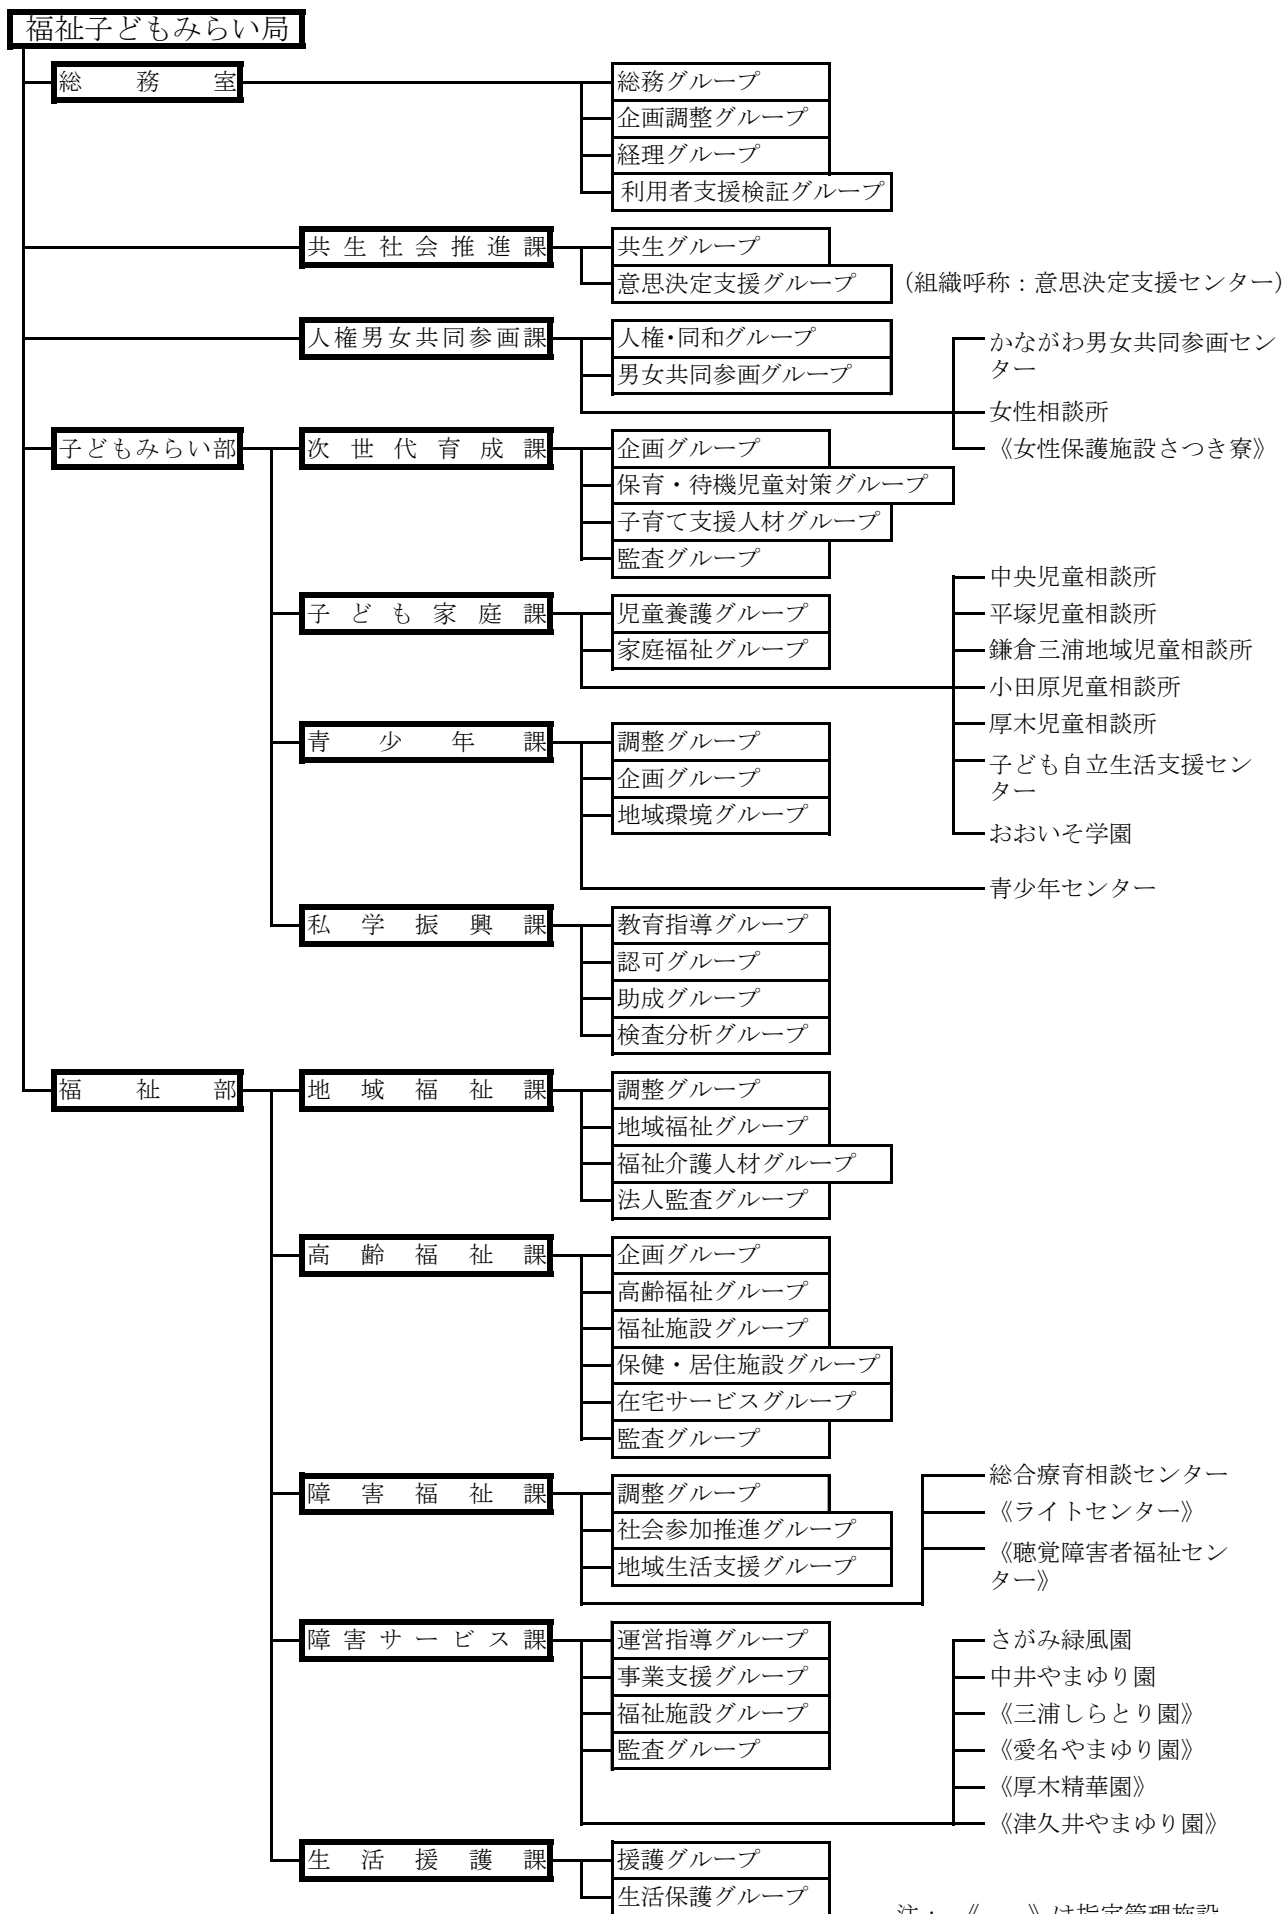 福祉子どもみらい局
総務室
総務グループ
企画調整グループ
経理グループ
利用者支援検証グループ
共生社会推進課
共生グループ
意思決定支援グループ
（組織呼称：意思決定支援センター）
人権男女共同参画課
人権・同和グループ
男女共同参画グループ
かながわ男女共同参画セン
ター
女性相談所
《女性保護施設さつき寮》
子どもみらい部
次世代育成課
企画グループ
保育・待機児童対策グループ
子育て支援人材グループ
監査グループ
子ども家庭課
児童養護グループ
家庭福祉グループ
中央児童相談所
平塚児童相談所
鎌倉三浦地域児童相談所
小田原児童相談所
厚木児童相談所
子ども自立生活支援セン
ター
おおいそ学園
青少年課
調整グループ
企画グループ
地域環境グループ
青少年センター
私学振興課
教育指導グループ
認可グループ
助成グループ
検査分析グループ
福祉部
地域福祉課
調整グループ
地域福祉グループ
福祉介護人材グループ
法人監査グループ
高齢福祉課
企画グループ
高齢福祉グループ
福祉施設グループ
保健・居住施設グループ
在宅サービスグループ
監査グループ
障害福祉課
調整グループ
社会参加推進グループ
地域生活支援グループ
総合療育相談センター
《ライトセンター》
《聴覚障害者福祉セン
ター》
障害サービス課
運営指導グループ
事業支援グループ
福祉施設グループ
監査グループ
さがみ緑風園
中井やまゆり園
《三浦しらとり園》
《愛名やまゆり園》
《厚木精華園》
《津久井やまゆり園》
生活援護課
援護グループ
生活保護グループ
注：《　　》は指定管理施設